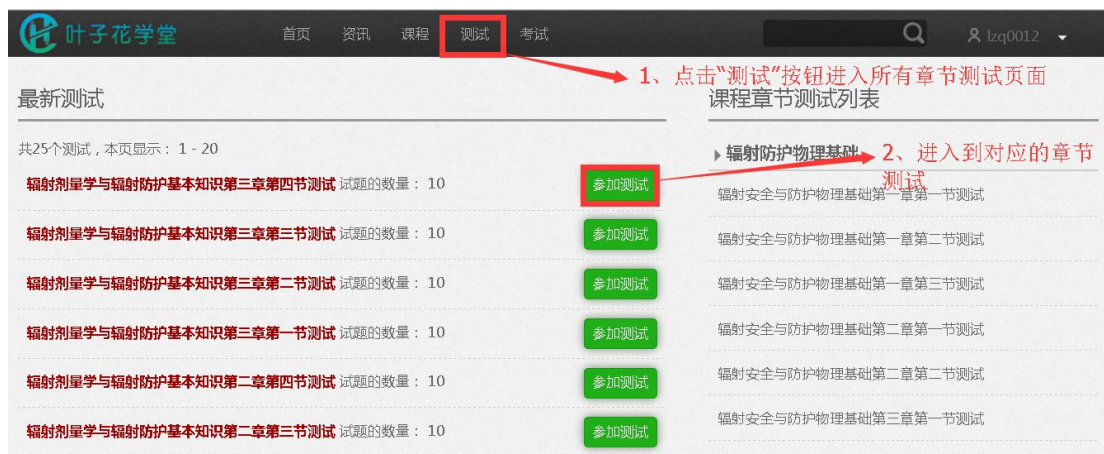 叶子花学堂 首页 资讯 课程 测试 考试 lzq0012
1、点击“测试”按钮进入所有章节测试页面
最新测试
共25个测试，本页显示：1 - 20
辐射剂量学与辐射防护基本知识第三章第四节测试 试题的数量：10 参加测试
辐射剂量学与辐射防护基本知识第三章第三节测试 试题的数量：10 参加测试
辐射剂量学与辐射防护基本知识第三章第二节测试 试题的数量：10 参加测试
辐射剂量学与辐射防护基本知识第三章第一节测试 试题的数量：10 参加测试
辐射剂量学与辐射防护基本知识第二章第四节测试 试题的数量：10 参加测试
辐射剂量学与辐射防护基本知识第二章第三节测试 试题的数量：10 参加测试
课程章节测试列表
辐射防护物理基础
2、进入到对应的章节
测试
辐射安全与防护物理基础第一章第一节测试
辐射安全与防护物理基础第一章第二节测试
辐射安全与防护物理基础第一章第三节测试
辐射安全与防护物理基础第二章第一节测试
辐射安全与防护物理基础第二章第二节测试
辐射安全与防护物理基础第三章第一节测试